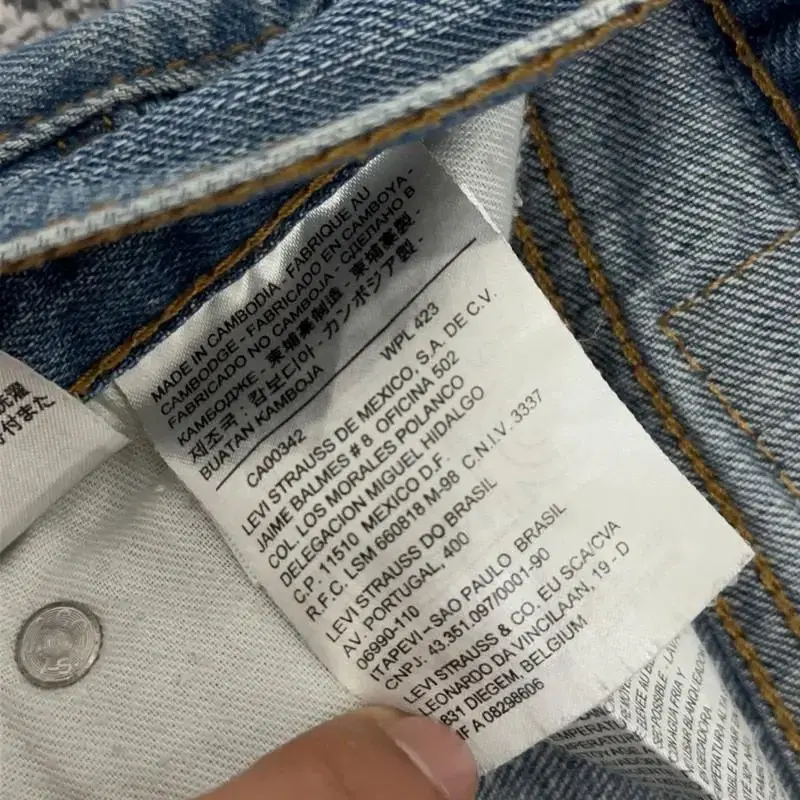 MADE IN CAMBODIA - FABRIQUE AU
CAMBODGE - FABRICADO EN CAMBOYA -
FABRICADO NO CAMBOJA - СДЕЛАНО В
КАМБОДЖЕ - 柬埔寨制造 - 柬埔寨製 -
제조국: 캄보디아 - カンボジア製 -
BUATAN KAMBOJA
CA00342 WPL 423
LEVI STRAUSS DE MEXICO, S.A. DE C.V.
JAIME BALMES # 8 OFICINA 502
COL LOS MORALES POLANCO
DELEGACION MIGUEL HIDALGO
C.P. 11510 MEXICO D.F.
R.F.C. LSM 660818 M-98 C.N.I.V. 3337
LEVI STRAUSS DO BRASIL
AV. PORTUGAL, 400
06990-110
ITAPEVI-SAO PAULO BRASIL
CNPJ: 43.351.097/0001-90
LEVI STRAUSS & CO. EU SCA/CVA
LEONARDO DA VINCILAAN, 19 - D
831 DIEGEM, BELGIUM
IF A 08298606
付また